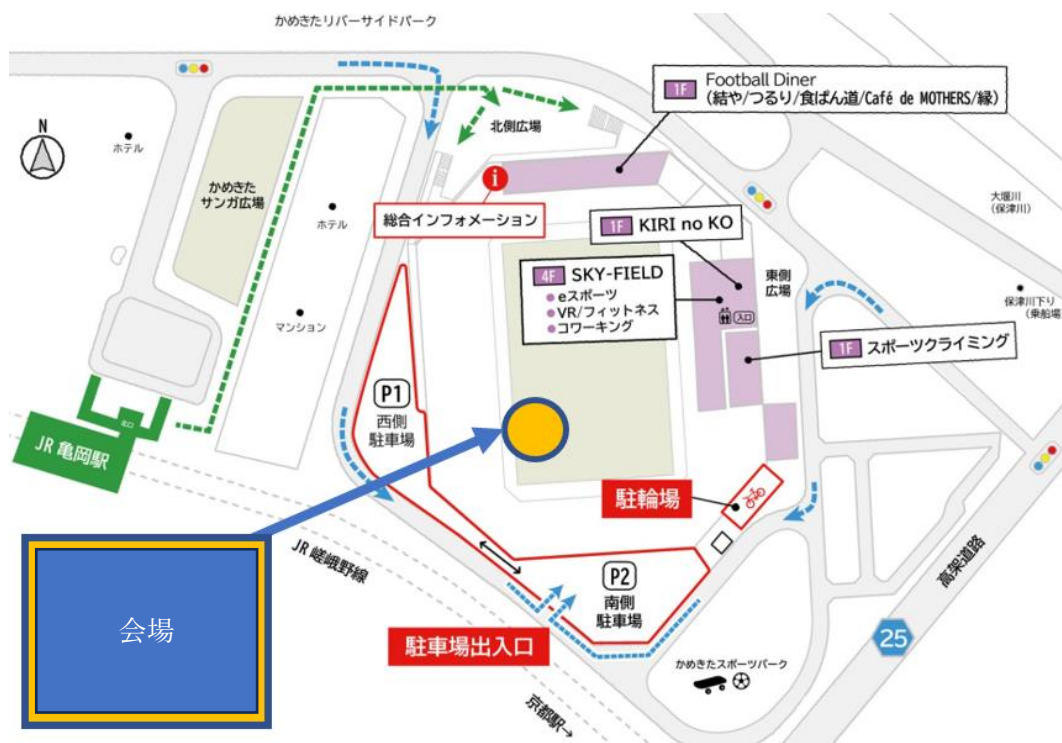 かめきたリバーサイドパーク
N
ホテル
かめきた
サンガ広場
ホテル
マンション
北側広場
1F Football Diner
(結や/つるり/食ぱん道/Café de MOTHERS/縁)
i
総合インフォメーション
1F KIRI no KO
4F SKY-FIELD
eスポーツ
VR/フィットネス
コワーキング
入口
東側
広場
大堰川
(保津川)
保津川下り
(乗船場)
1F スポーツクライミング
P1
西側
駐車場
北口
JR 亀岡駅
駐輪場
JR 嵯峨野線
P2
南側
駐車場
高架道路
25
会場
駐車場出入口
かめきたスポーツパーク
京都駅→